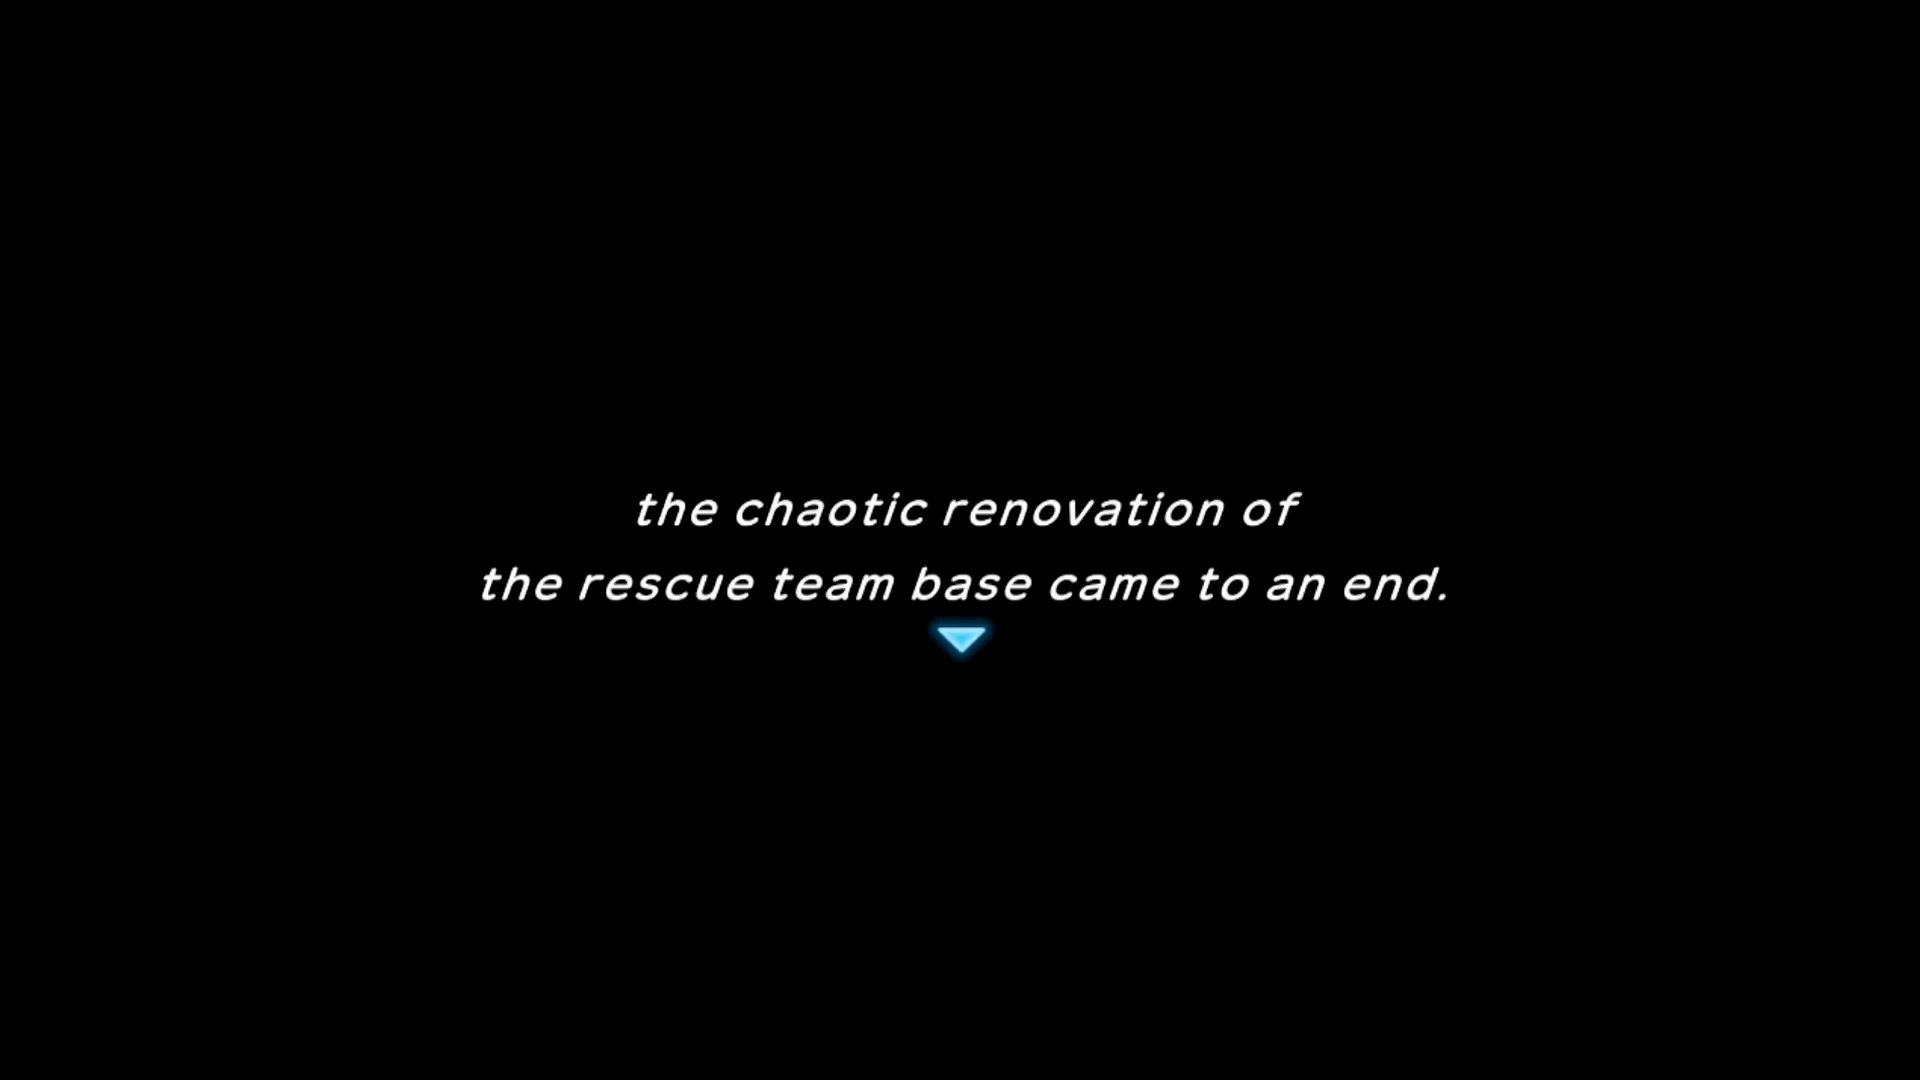 the chaotic renovation of
the rescue team base came to an end.